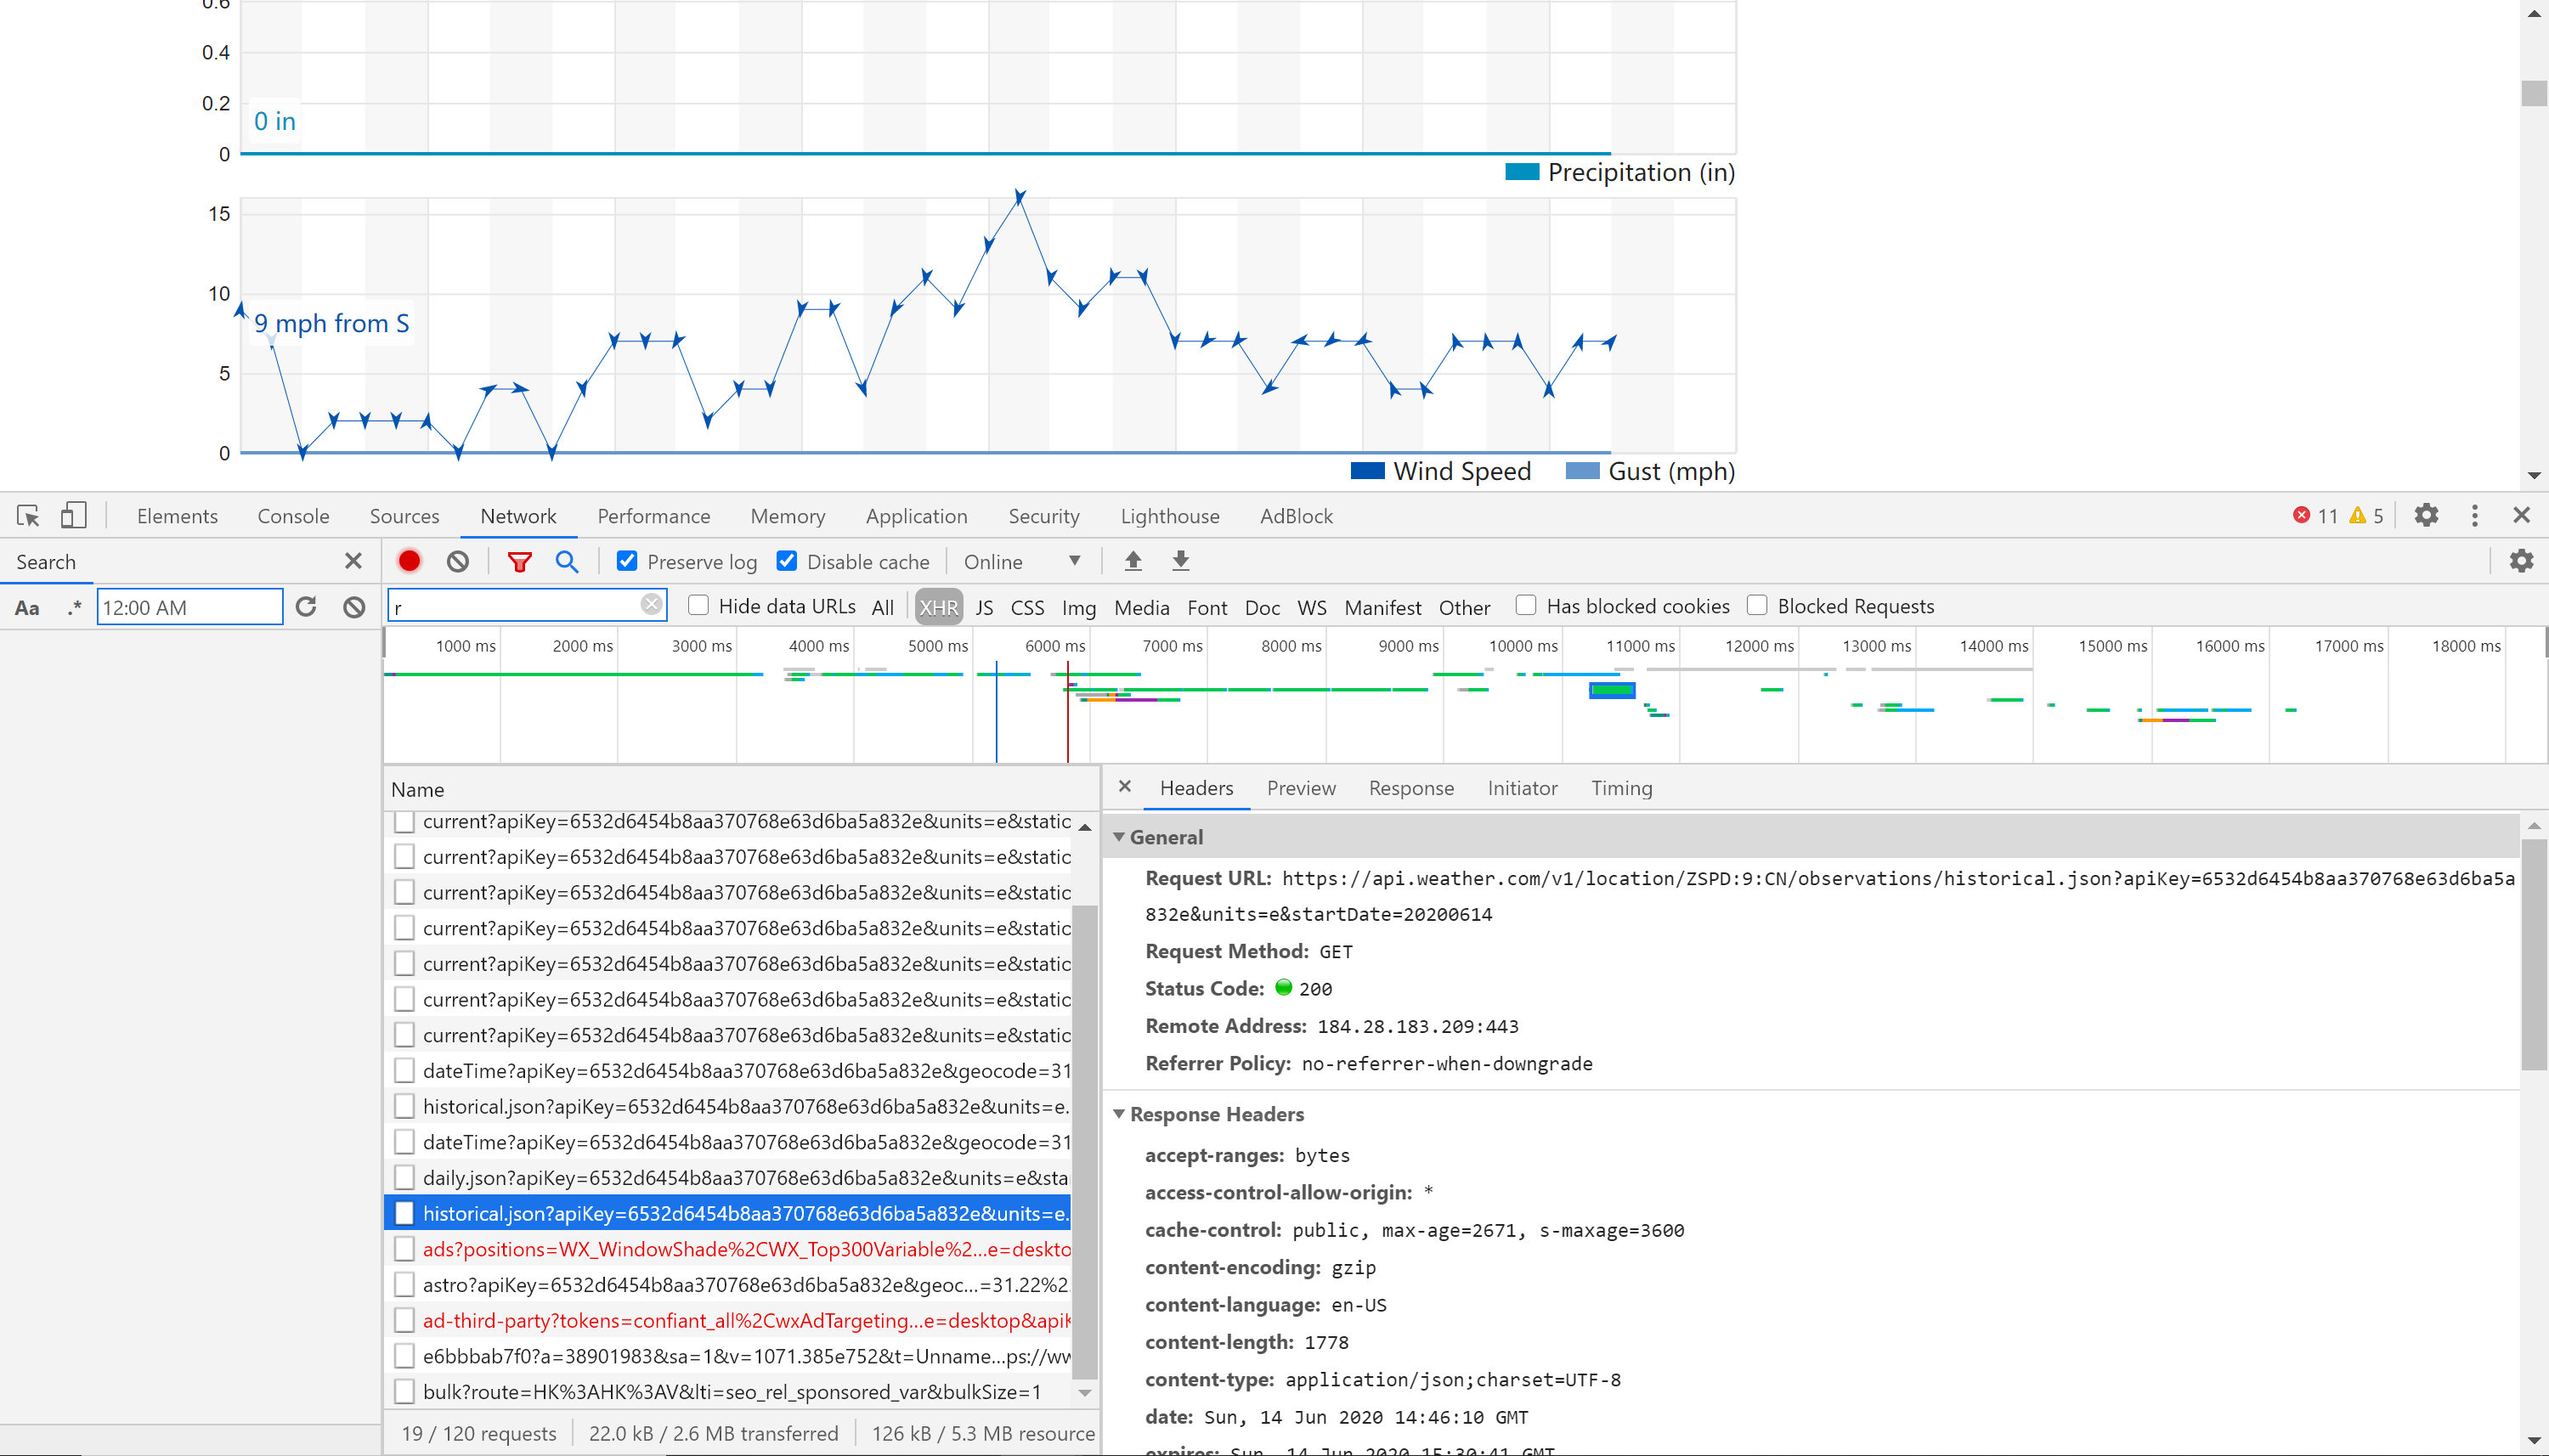 0.6
0.4
0.2
0 in
0
Precipitation (in)
15
10
9 mph from S
5
0
Wind Speed Gust (mph)
Elements Console Sources Network Performance Memory Application Security Lighthouse AdBlock 11 5
Search Preserve log Disable cache Online
Aa .* 12:00 AM r Hide data URLs All XHR JS CSS Img Media Font Doc WS Manifest Other Has blocked cookies Blocked Requests
1000 ms 2000 ms 3000 ms 4000 ms 5000 ms 6000 ms 7000 ms 8000 ms 9000 ms 10000 ms 11000 ms 12000 ms 13000 ms 14000 ms 15000 ms 16000 ms 17000 ms 18000 ms
Name
current?apiKey=6532d6454b8aa370768e63d6ba5a832e&units=e&static
current?apiKey=6532d6454b8aa370768e63d6ba5a832e&units=e&static
current?apiKey=6532d6454b8aa370768e63d6ba5a832e&units=e&static
current?apiKey=6532d6454b8aa370768e63d6ba5a832e&units=e&static
current?apiKey=6532d6454b8aa370768e63d6ba5a832e&units=e&static
current?apiKey=6532d6454b8aa370768e63d6ba5a832e&units=e&static
current?apiKey=6532d6454b8aa370768e63d6ba5a832e&units=e&static
dateTime?apiKey=6532d6454b8aa370768e63d6ba5a832e&geocode=31
historical.json?apiKey=6532d6454b8aa370768e63d6ba5a832e&units=e.
dateTime?apiKey=6532d6454b8aa370768e63d6ba5a832e&geocode=31
daily.json?apiKey=6532d6454b8aa370768e63d6ba5a832e&units=e&sta
historical.json?apiKey=6532d6454b8aa370768e63d6ba5a832e&units=e.
ads?positions=WX_WindowShade%2CWX_Top300Variable%2...e=deskto
astro?apiKey=6532d6454b8aa370768e63d6ba5a832e&geoc...=31.22%2
ad-third-party?tokens=confiant_all%2CwxAdTargeting...e=desktop&apiK
e6bbbab7f0?a=38901983&sa=1&v=1071.385e752&t=Unname...ps://ww
bulk?route=HK%3AHK%3AV&lti=seo_rel_sponsored_var&bulkSize=1
19 / 120 requests 22.0 kB / 2.6 MB transferred 126 kB / 5.3 MB resource
Headers Preview Response Initiator Timing
General
Request URL: https://api.weather.com/v1/location/ZSPD:9:CN/observations/historical.json?apiKey=6532d6454b8aa370768e63d6ba5a
832e&units=e&startDate=20200614
Request Method: GET
Status Code: 200
Remote Address: 184.28.183.209:443
Referrer Policy: no-referrer-when-downgrade
Response Headers
accept-ranges: bytes
access-control-allow-origin: *
cache-control: public, max-age=2671, s-maxage=3600
content-encoding: gzip
content-language: en-US
content-length: 1778
content-type: application/json;charset=UTF-8
date: Sun, 14 Jun 2020 14:46:10 GMT
expires: Sun, 14 Jun 2020 15:30:41 GMT